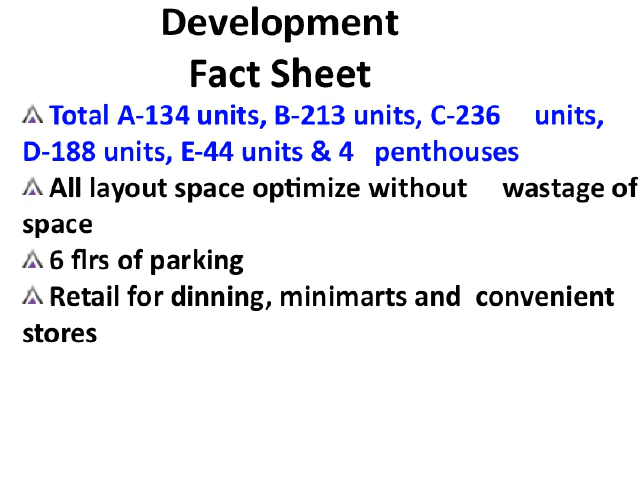 Development
Fact Sheet
Total A-134 units, B-213 units, C-236 units,
D-188 units, E-44 units & 4 penthouses
All layout space optimize without wastage of
space
6 flrs of parking
Retail for dinning, minimarts and convenient
stores